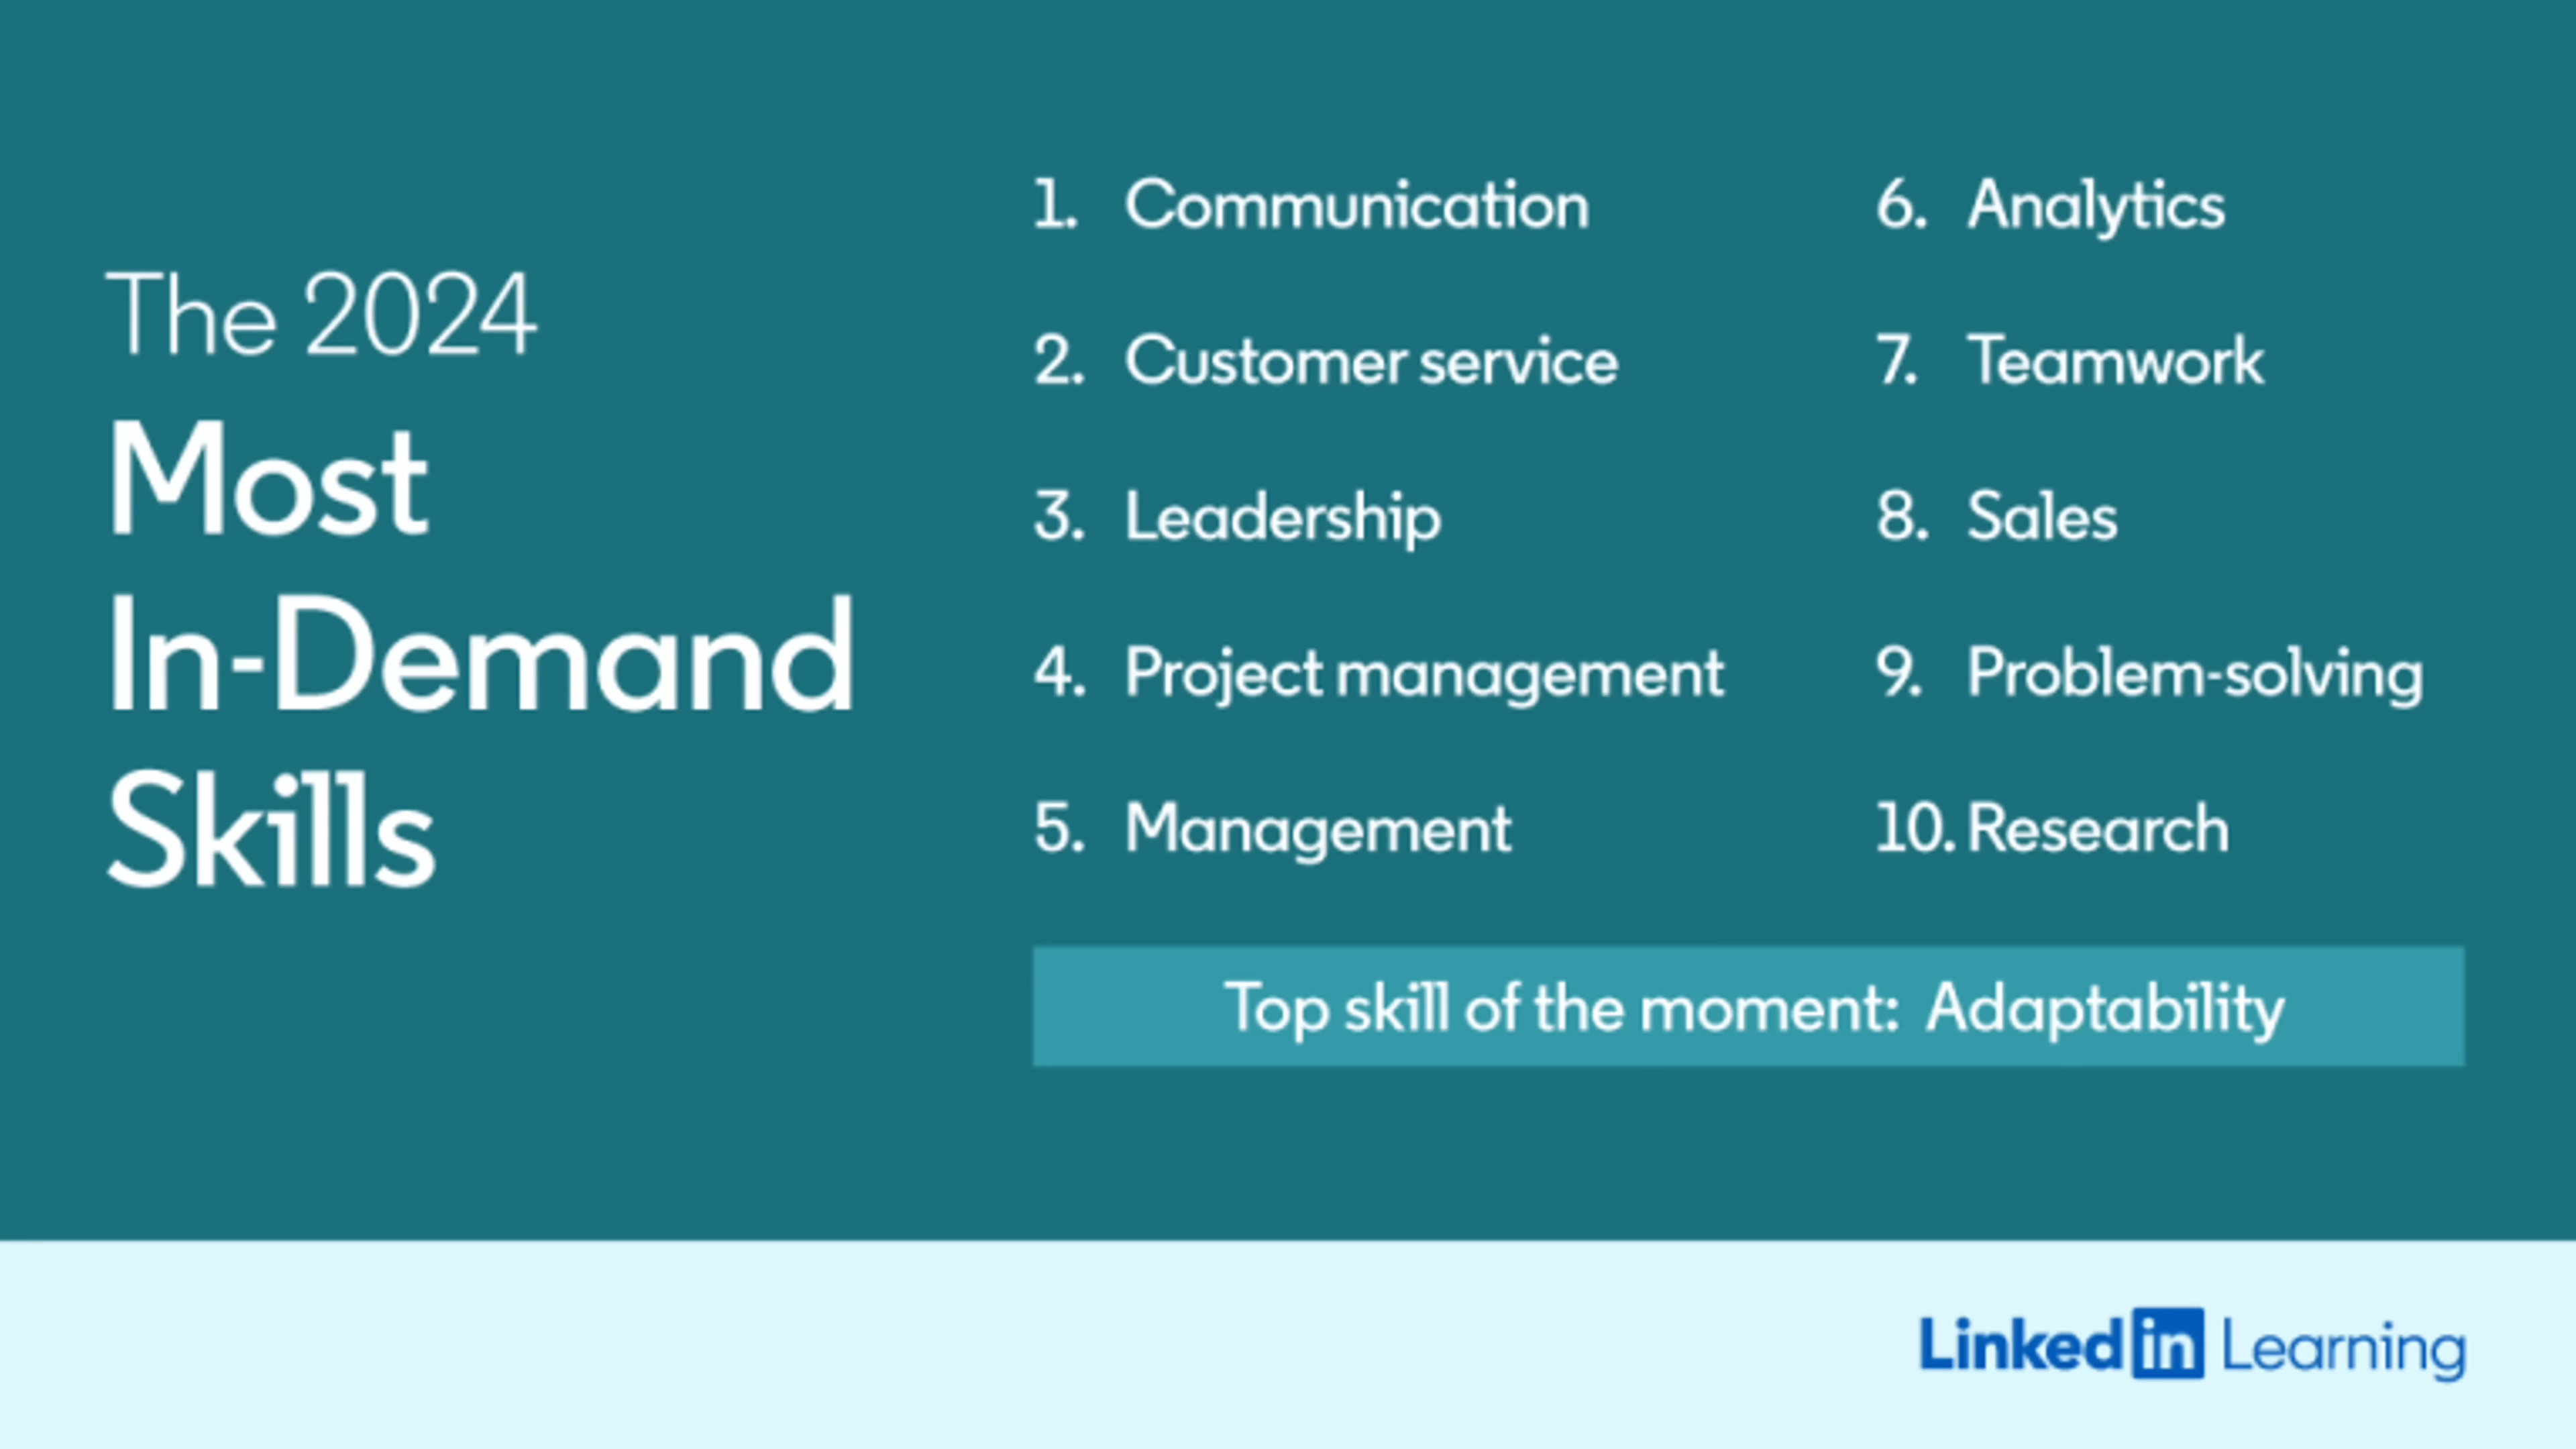 The 2024
Most
In-Demand
Skills
1. Communication
2. Customer service
3. Leadership
4. Project management
5. Management
6. Analytics
7. Teamwork
8. Sales
9. Problem-solving
10. Research
Top skill of the moment: Adaptability
Linkedin Learning